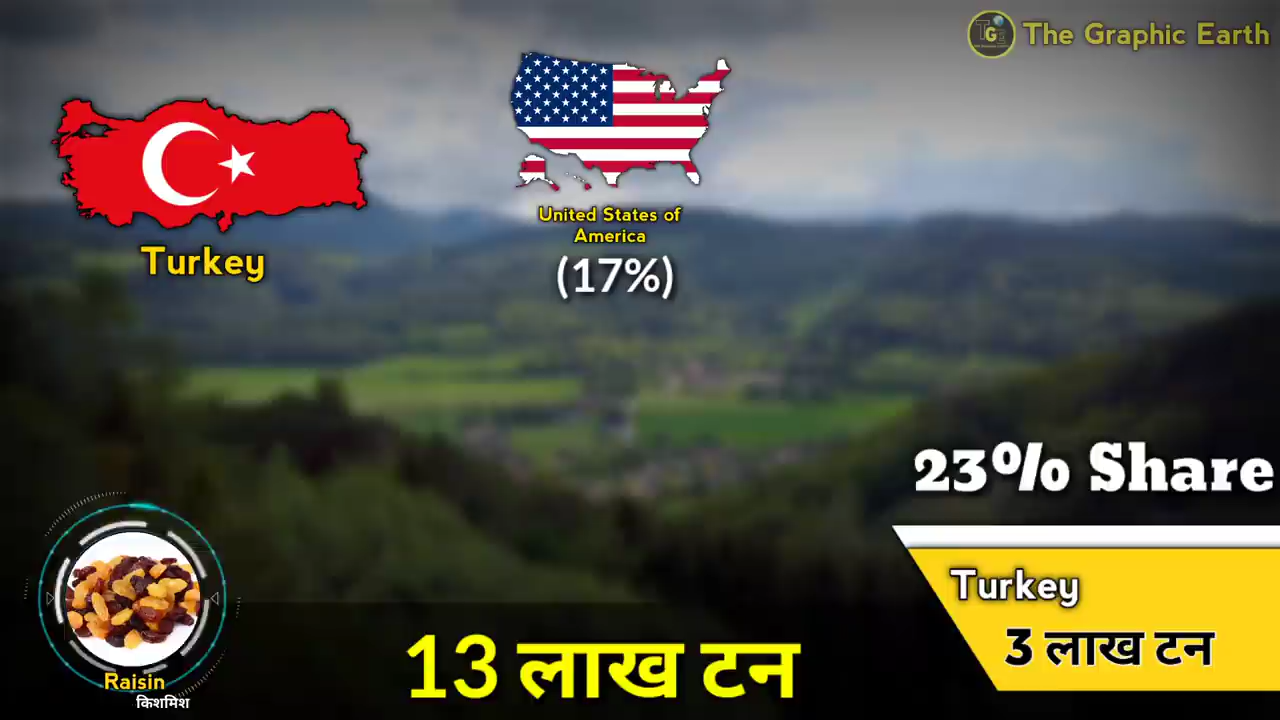 The Graphic Earth
Turkey
United States of
America
(17%)
23% Share
Turkey
3 लाख टन
13 लाख टन
Raisin
किशमिश